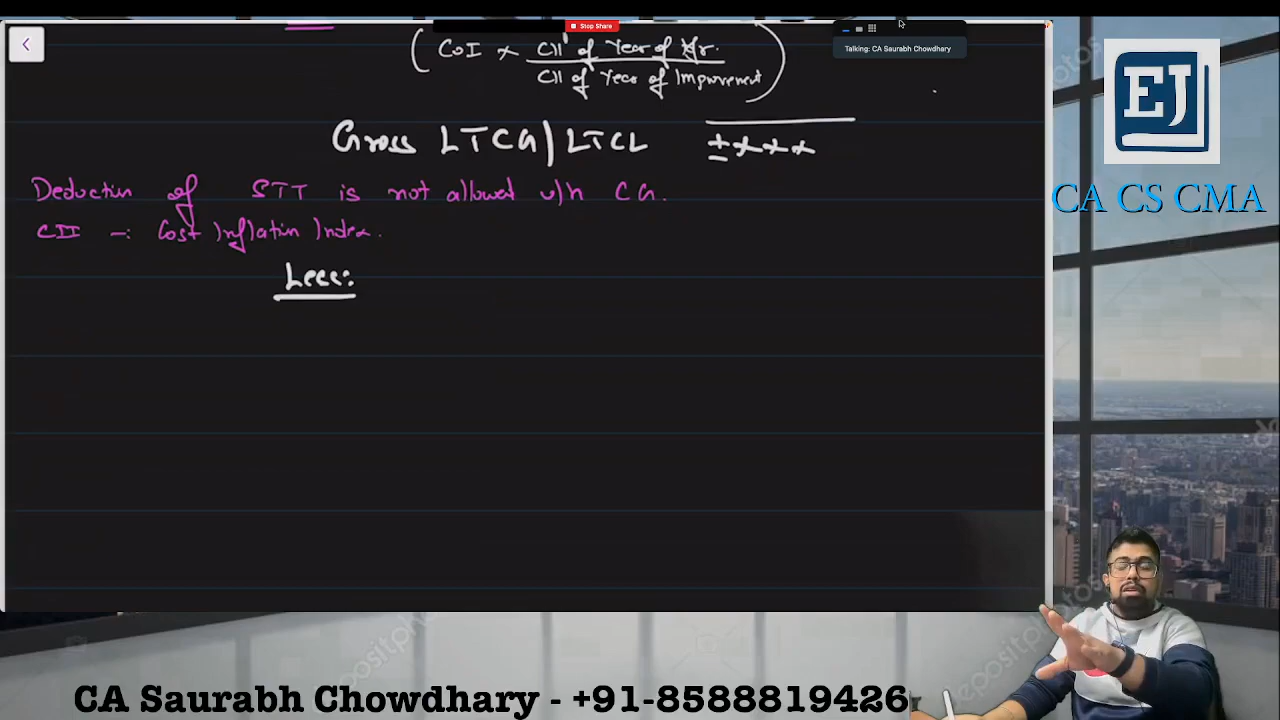 Stop Share
Talking: CA Saurabh Chowdhary
(CoI × CII of Year of Xfr.
CII of Year of Improvement)
Gross LTCG/LTCL ±××××
Deduction of STT is not allowed u/h CG.
CII -: Cost Inflation Index.
Less:
EJ
CA CS CMA
CA Saurabh Chowdhary - +91-8588819426